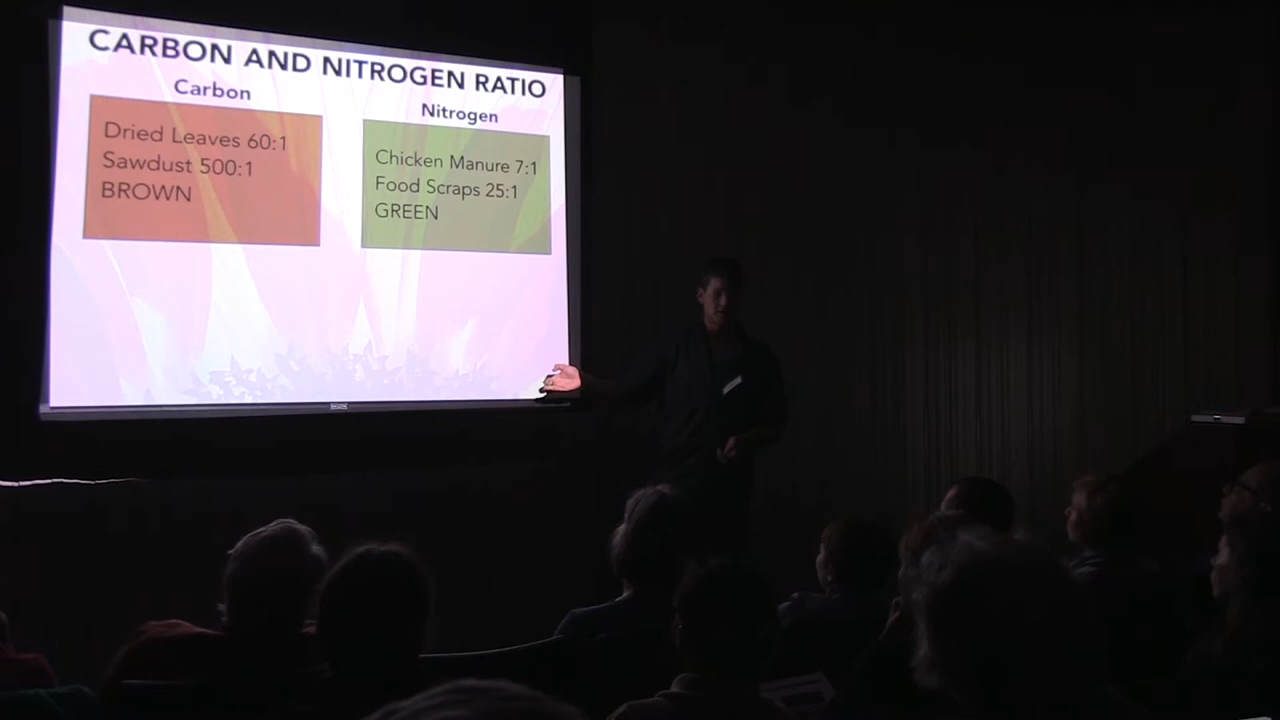 CARBON AND NITROGEN RATIO
Carbon
Dried Leaves 60:1
Sawdust 500:1
BROWN
Nitrogen
Chicken Manure 7:1
Food Scraps 25:1
GREEN